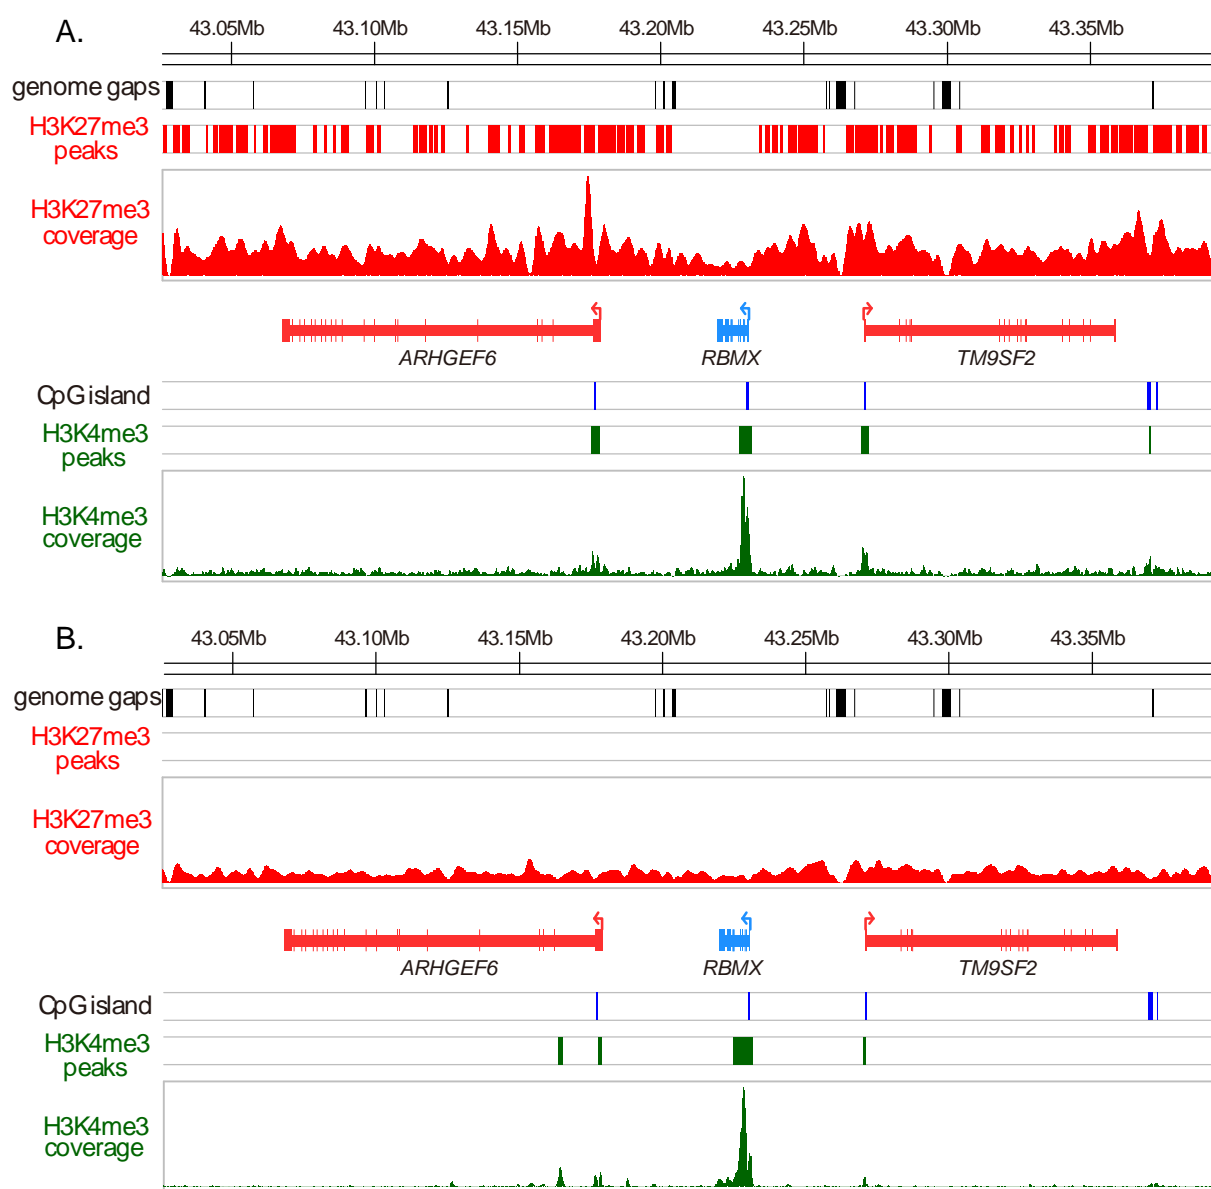 A.
43.05Mb 43.10Mb 43.15Mb 43.20Mb 43.25Mb 43.30Mb 43.35Mb
genome gaps
H3K27me3
peaks
H3K27me3
coverage
ARHGEF6 RBMX TM9SF2
CpG island
H3K4me3
peaks
H3K4me3
coverage
B.
43.05Mb 43.10Mb 43.15Mb 43.20Mb 43.25Mb 43.30Mb 43.35Mb
genome gaps
H3K27me3
peaks
H3K27me3
coverage
ARHGEF6 RBMX TM9SF2
CpG island
H3K4me3
peaks
H3K4me3
coverage